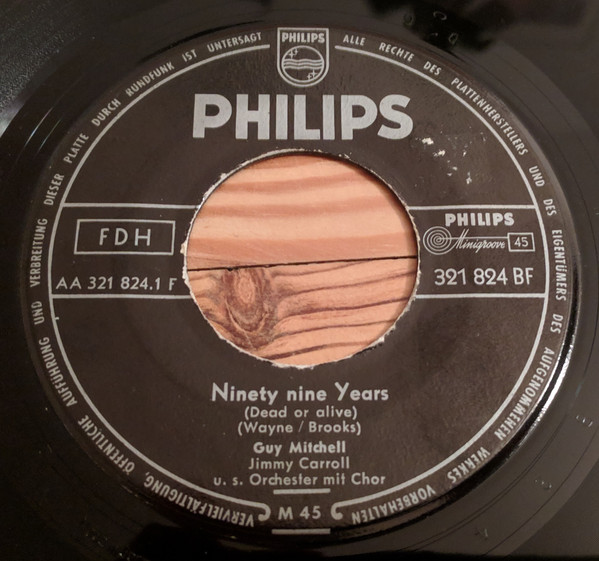 ALLE RECHTE DES PLATTENHERSTELLERS UND DES EIGENTÜMERS DES AUFGENOMMENEN WERKES VORBEHALTEN
VERVIELFÄLTIGUNG, ÖFFENTLICHE AUFFÜHRUNG UND VERBREITUNG DIESER PLATTE DURCH RUNDFUNK IST UNTERSAGT
PHILIPS
PHILIPS
FDH
AA 321 824.1 F
PHILIPS
Minigroove 45
321 824 BF
Ninety nine Years
(Dead or alive)
(Wayne / Brooks)
Guy Mitchell
Jimmy Carroll
u. s. Orchester mit Chor
M 45